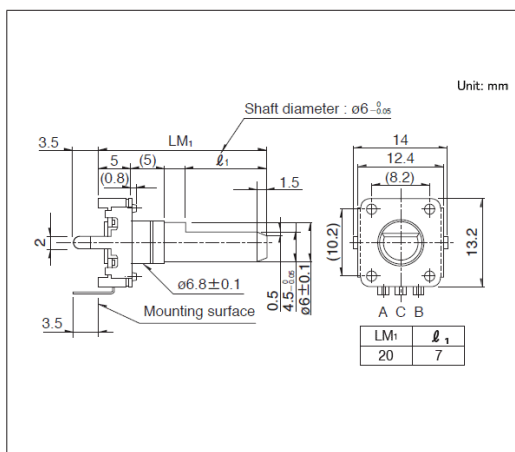 Unit: mm
Shaft diameter : ø6 -0 0.05
3.5
LM1
14
5
(5)
ℓ1
12.4
(0.8)
1.5
(8.2)
2
(10.2)
13.2
ø6.8±0.1
0.5
4.5 -0 0.05
ø6±0.1
Mounting surface
3.5
A C B
LM1 ℓ1
20 7